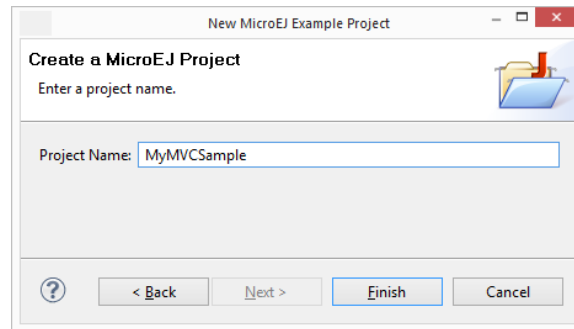 New MicroEJ Example Project
Create a MicroEJ Project
Enter a project name.
Project Name: MyMVCSample
? < Back Next > Finish Cancel